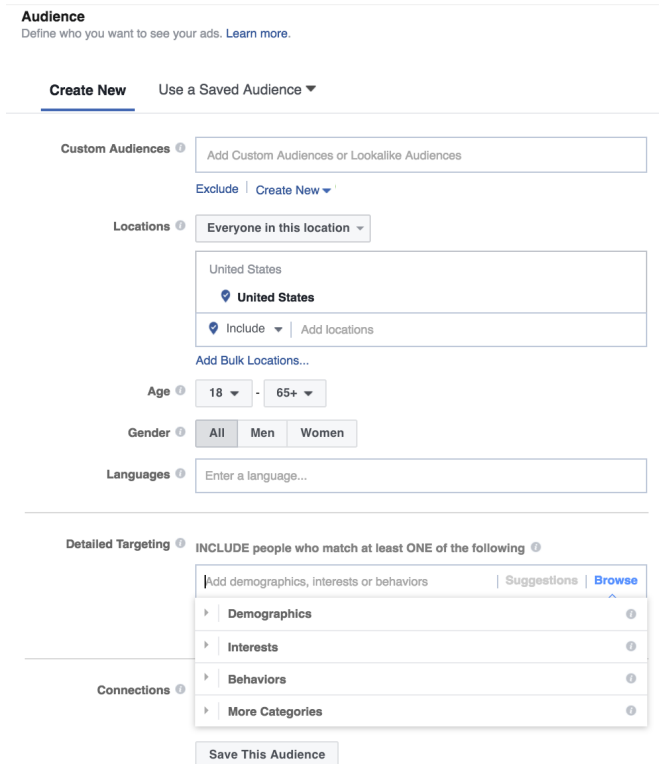 Audience
Define who you want to see your ads. Learn more.
Create New Use a Saved Audience
Custom Audiences Add Custom Audiences or Lookalike Audiences
Exclude | Create New
Locations Everyone in this location
United States
United States
Include | Add locations
Add Bulk Locations...
Age 18 - 65+
Gender All Men Women
Languages Enter a language...
Detailed Targeting INCLUDE people who match at least ONE of the following
Add demographics, interests or behaviors | Suggestions | Browse
Demographics
Interests
Behaviors
Connections More Categories
Save This Audience